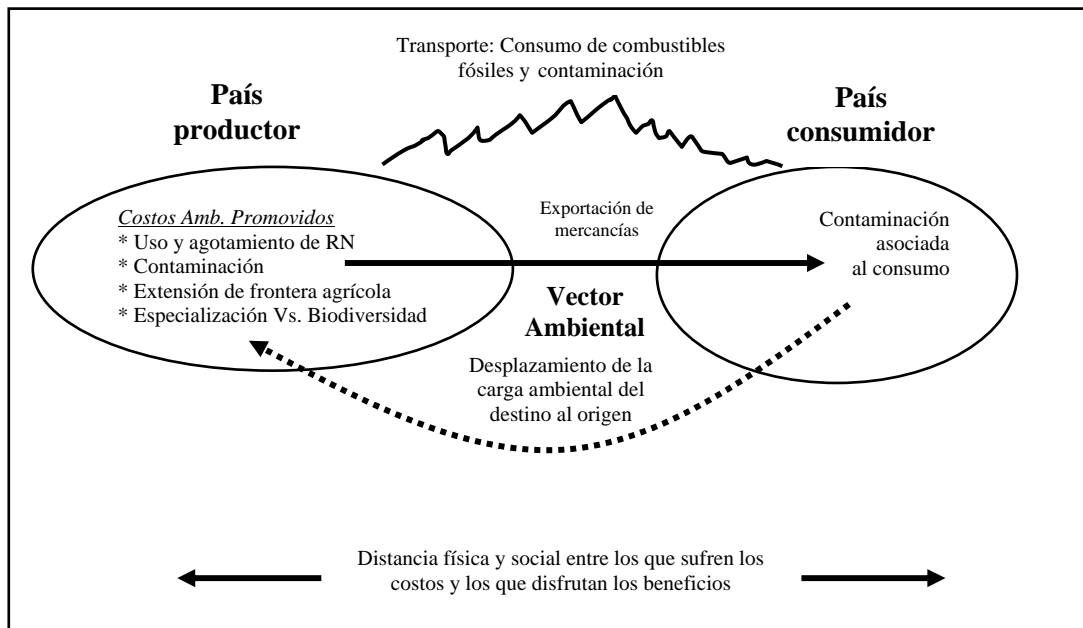 Transporte: Consumo de combustibles
fósiles y contaminación
País
productor
País
consumidor
Costos Amb. Promovidos
* Uso y agotamiento de RN
* Contaminación
* Extensión de frontera agrícola
* Especialización Vs. Biodiversidad
Exportación de
mercancías
Contaminación
asociada
al consumo
Vector
Ambiental
Desplazamiento de la
carga ambiental del
destino al origen
Distancia física y social entre los que sufren los
costos y los que disfrutan los beneficios